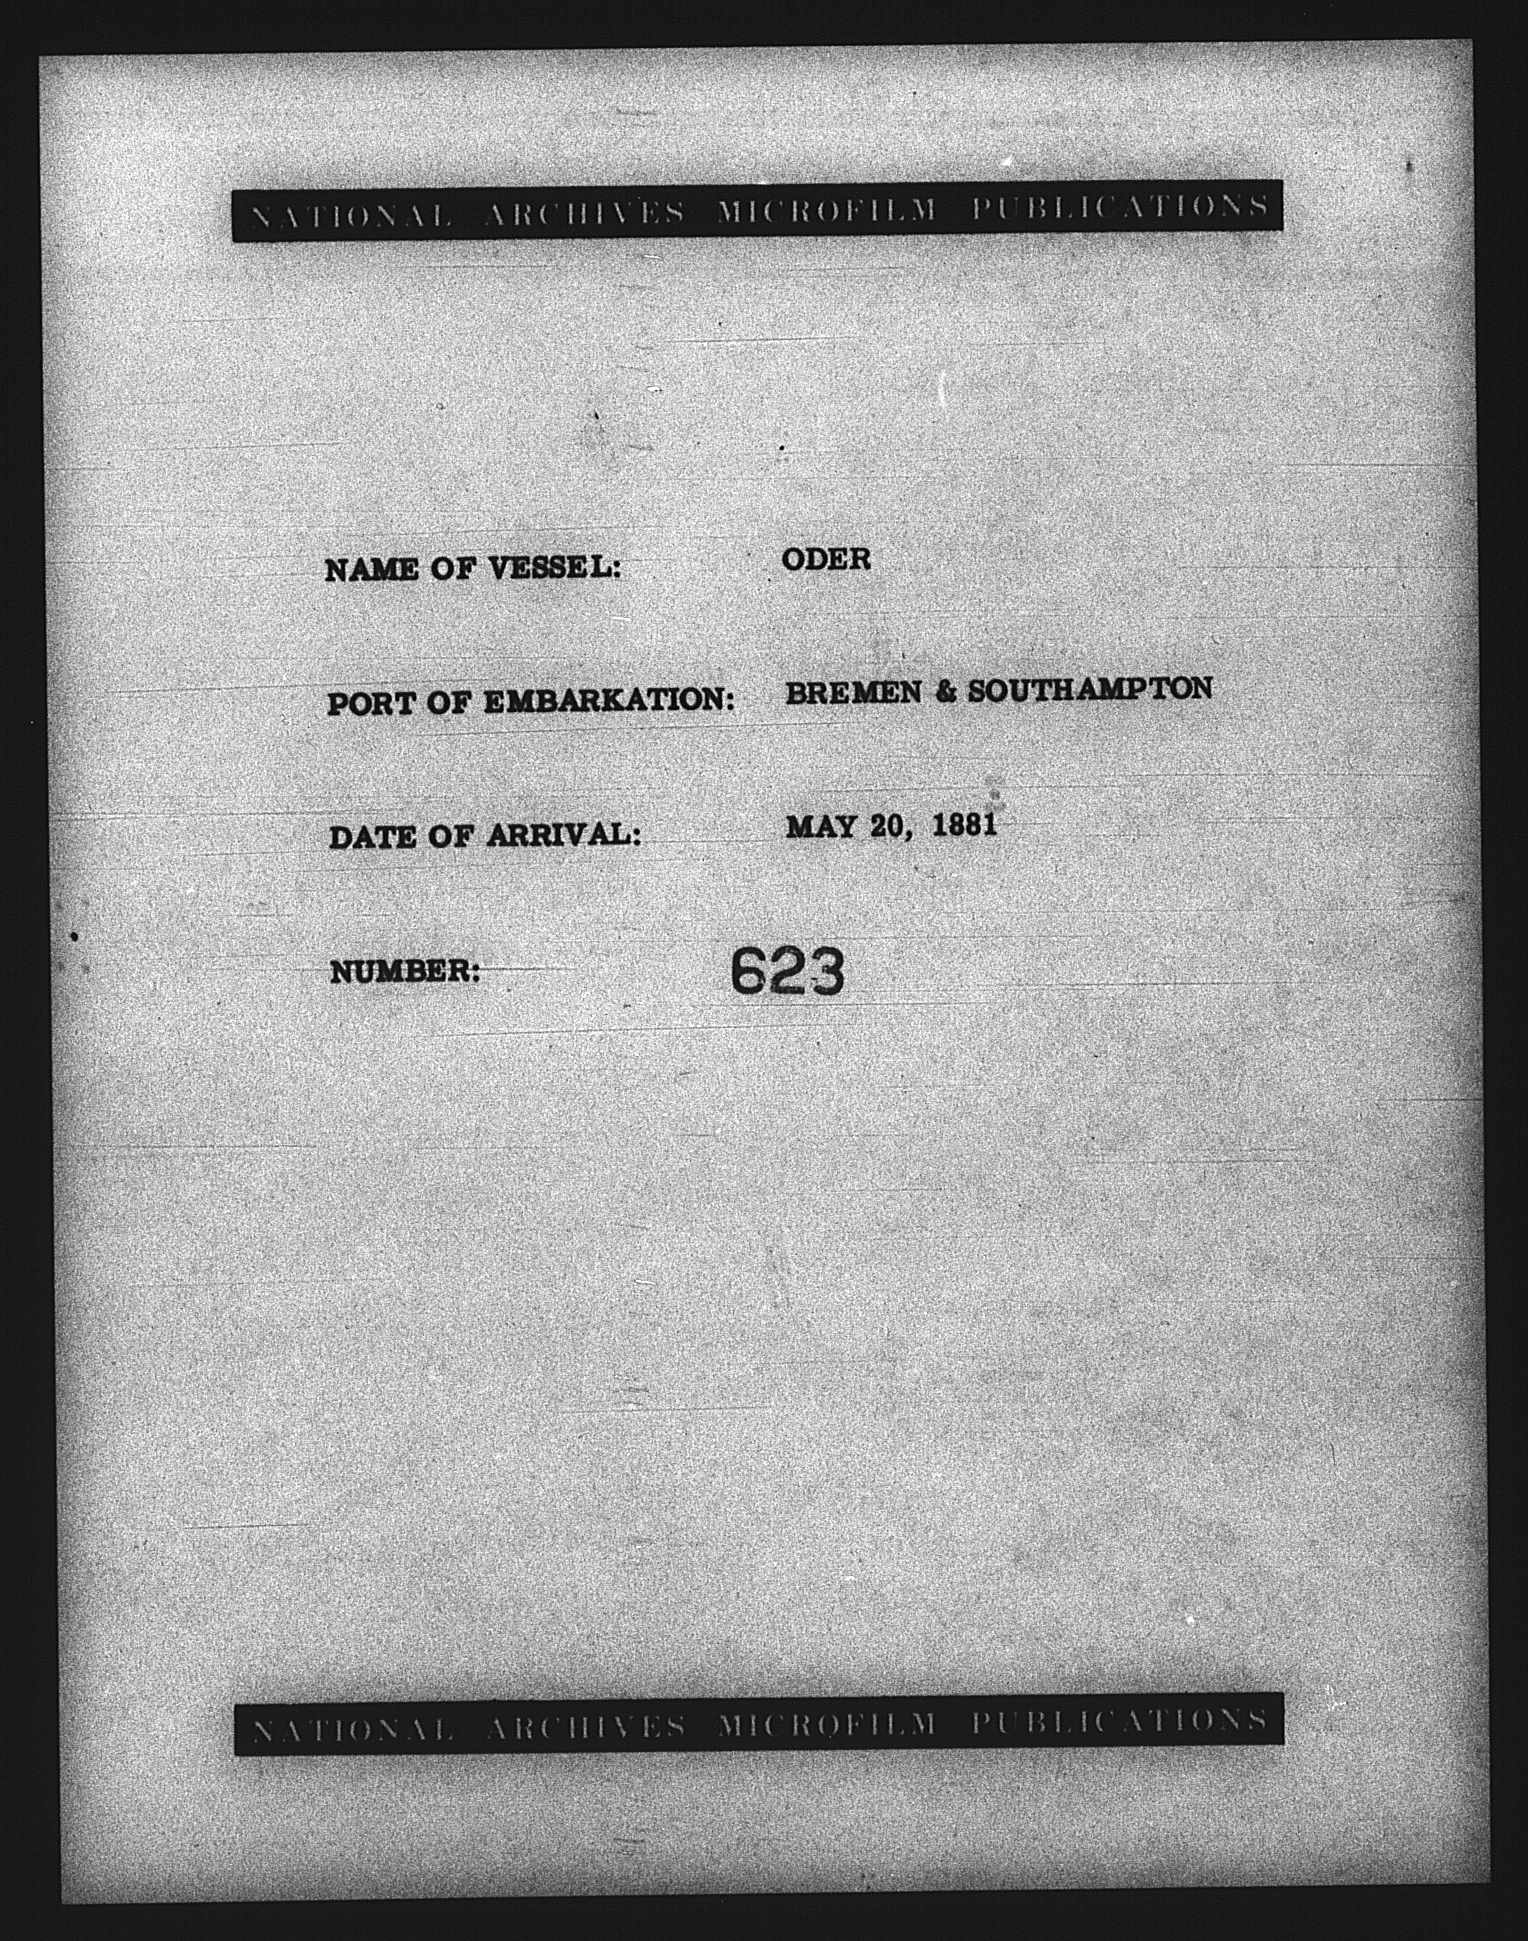 NATIONAL ARCHIVES MICROFILM PUBLICATIONS
NAME OF VESSEL: ODER
PORT OF EMBARKATION: BREMEN & SOUTHAMPTON
DATE OF ARRIVAL: MAY 20, 1881
NUMBER: 623
NATIONAL ARCHIVES MICROFILM PUBLICATIONS